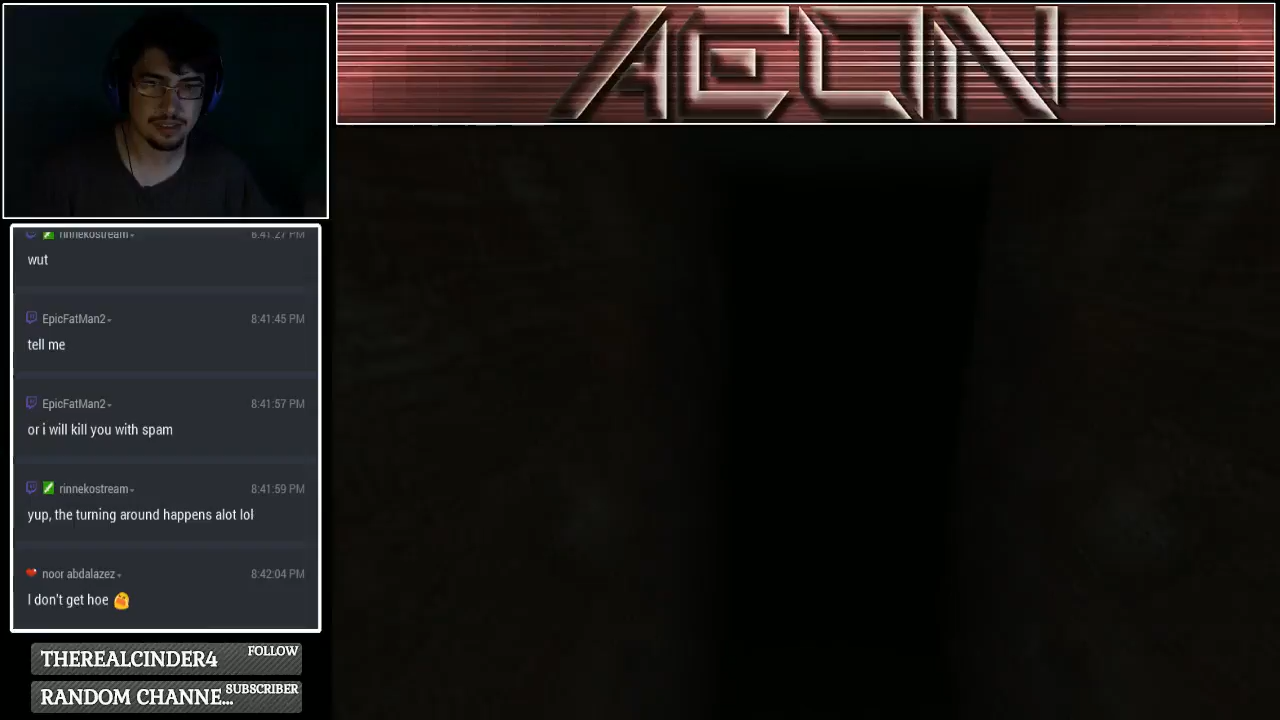 AEON
rinnekostream 8:41:27 PM
wut
EpicFatMan2 8:41:45 PM
tell me
EpicFatMan2 8:41:57 PM
or i will kill you with spam
rinnekostream 8:41:59 PM
yup, the turning around happens alot lol
noor abdalazez 8:42:04 PM
I don't get hoe
THEREALCINDER4 FOLLOW
RANDOM CHANNE... SUBSCRIBER